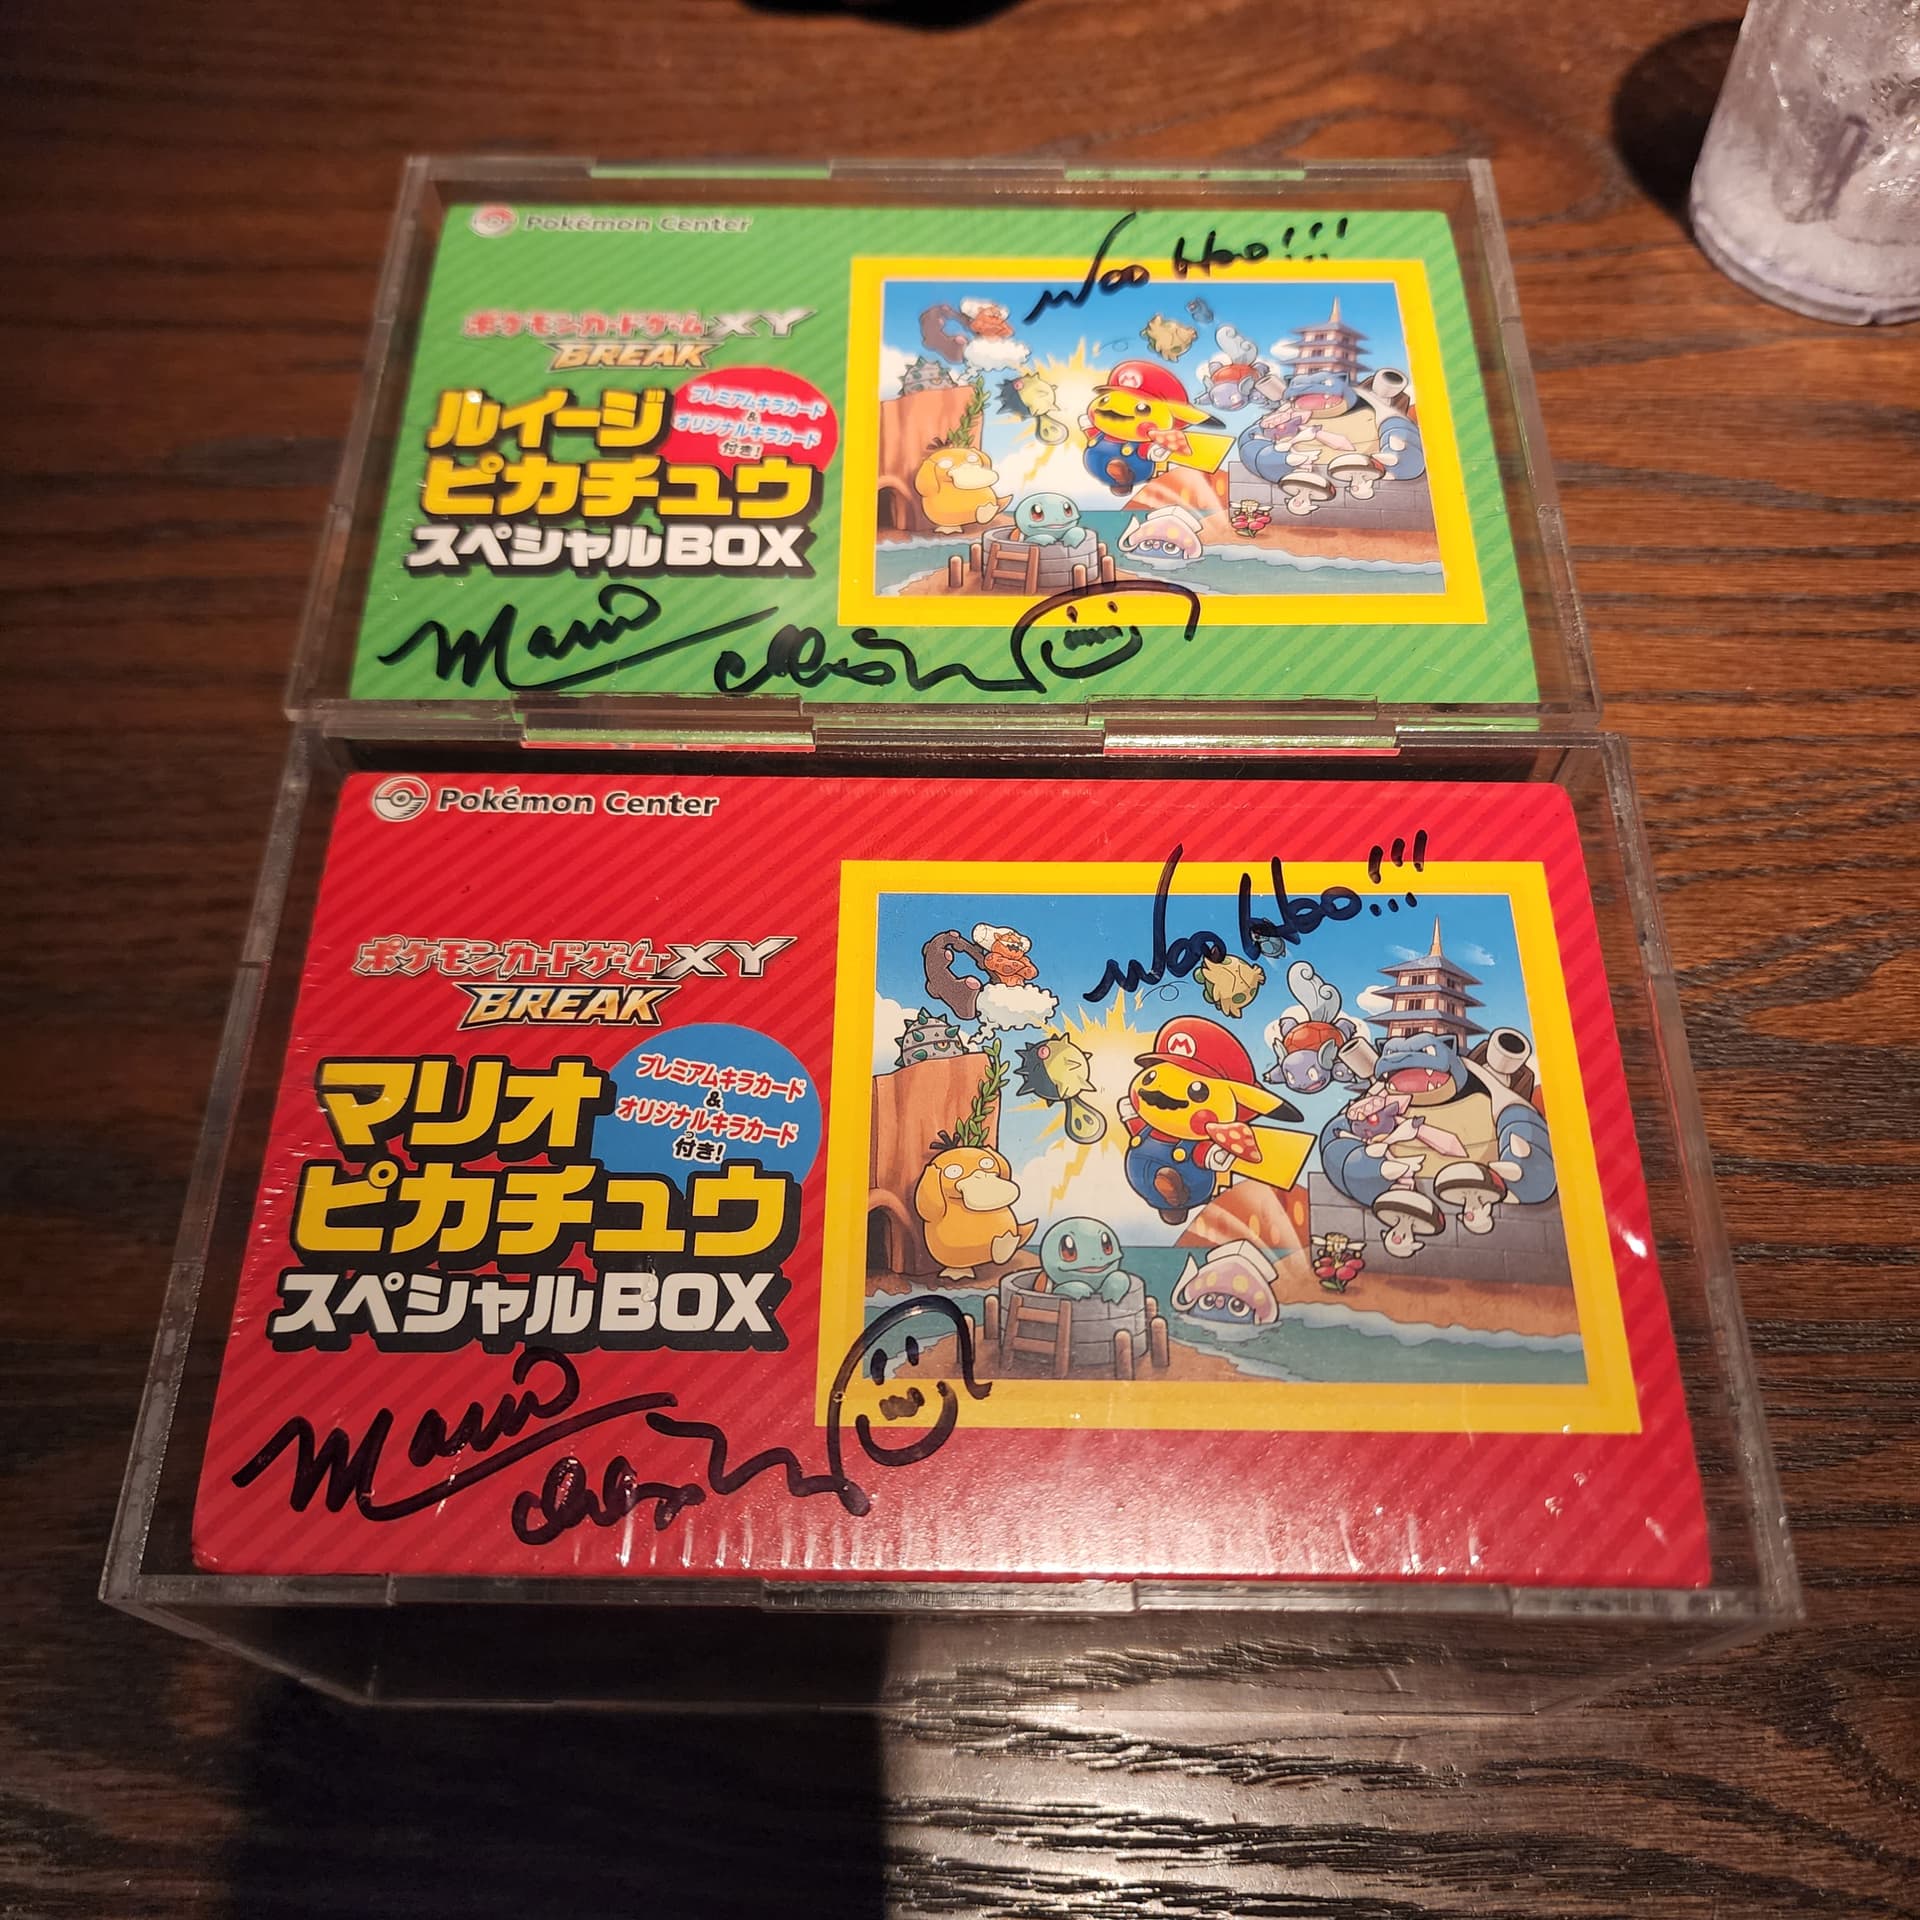 Pokémon Center
Woo Hoo!!!
ポケモンカードゲームXY
BREAK
プレミアムキラカード
&
オリジナルキラカード
付き!
ルイージ
ピカチュウ
スペシャルBOX
Mario
M
Pokémon Center
Woo Hoo!!!
ポケモンカードゲームXY
BREAK
プレミアムキラカード
&
オリジナルキラカード
付き!
マリオ
ピカチュウ
スペシャルBOX
Mario
M